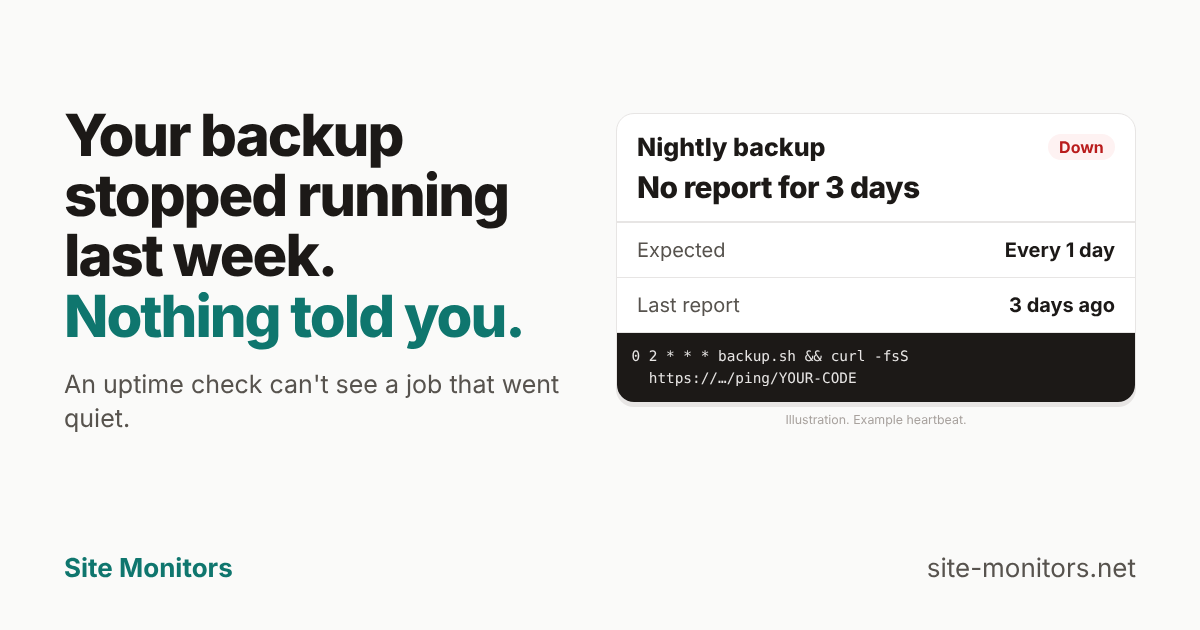 Your backup
stopped running
last week.
Nothing told you.
An uptime check can't see a job that went
quiet.
Nightly backup
Down
No report for 3 days
Expected
Every 1 day
Last report
3 days ago
0 2 * * * backup.sh && curl -fsS
https://…/ping/YOUR-CODE
Illustration. Example heartbeat.
Site Monitors
site-monitors.net